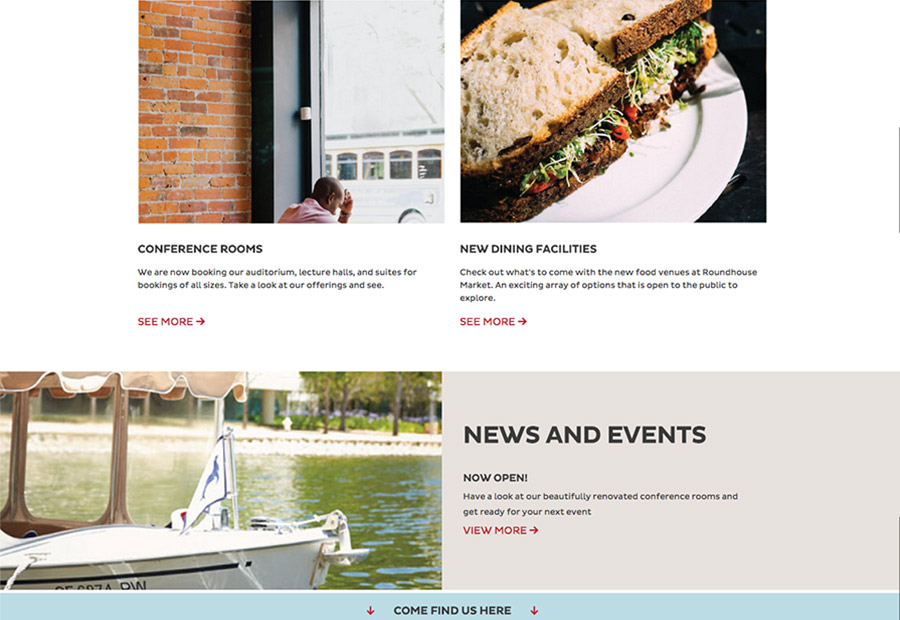 CONFERENCE ROOMS
We are now booking our auditorium, lecture halls, and suites for
bookings of all sizes. Take a look at our offerings and see.
SEE MORE →
NEW DINING FACILITIES
Check out what's to come with the new food venues at Roundhouse
Market. An exciting array of options that is open to the public to
explore.
SEE MORE →
NEWS AND EVENTS
NOW OPEN!
Have a look at our beautifully renovated conference rooms and
get ready for your next event
VIEW MORE →
↓ COME FIND US HERE ↓